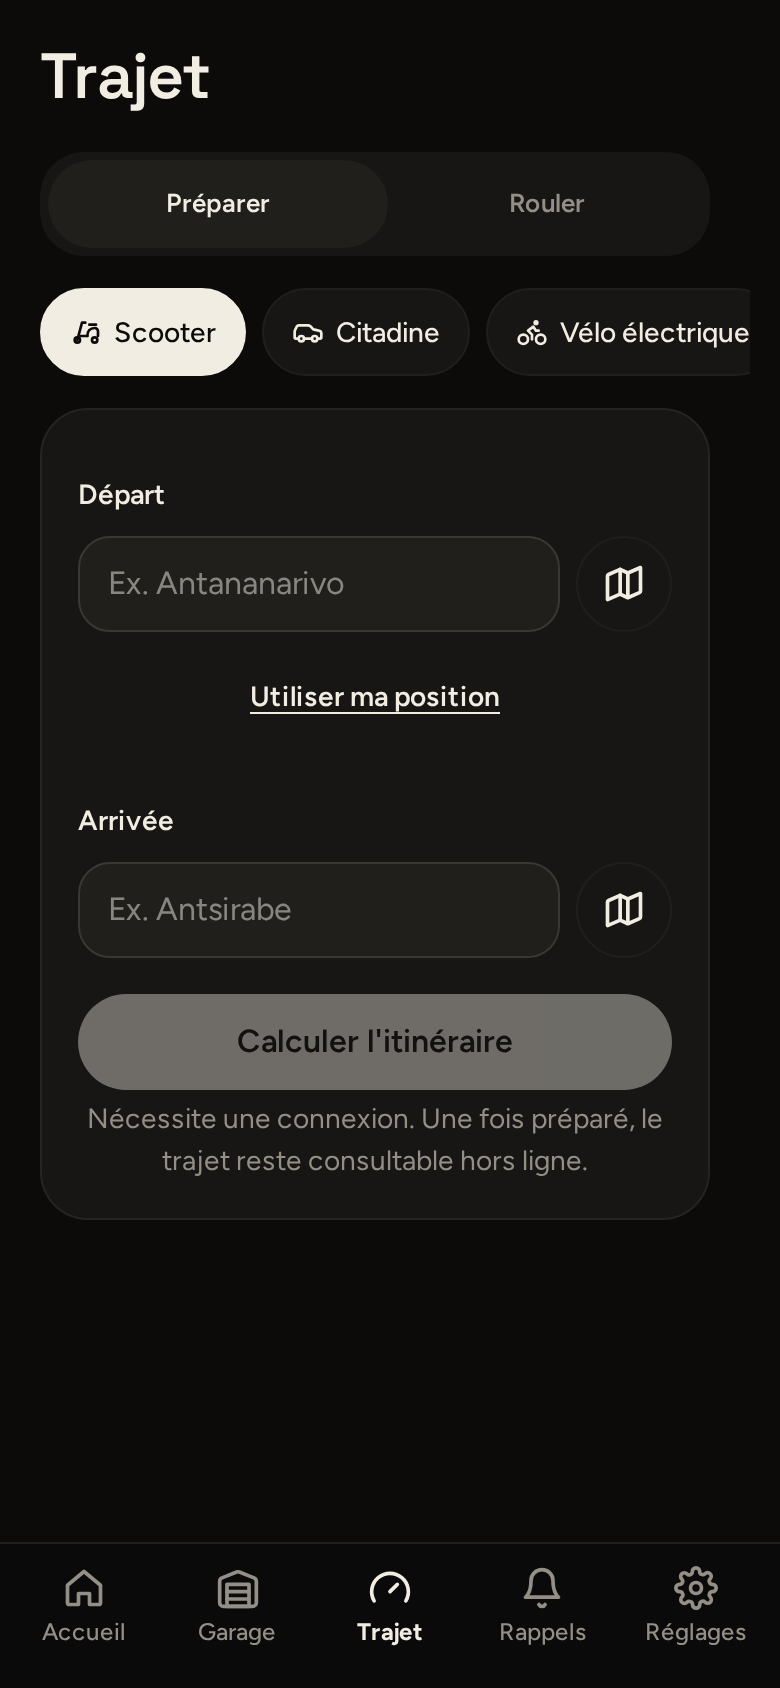 Trajet
Préparer
Rouler
Scooter
Citadine
Vélo électrique
Départ
Ex. Antananarivo
Utiliser ma position
Arrivée
Ex. Antsirabe
Calculer l'itinéraire
Nécessite une connexion. Une fois préparé, le
trajet reste consultable hors ligne.
Accueil
Garage
Trajet
Rappels
Réglages